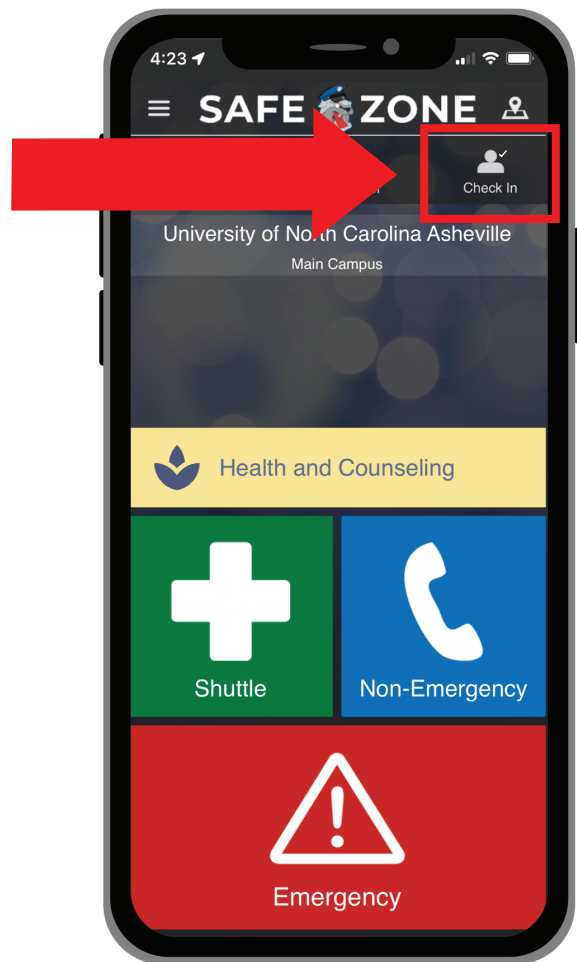 4:23
SAFE ZONE
Check In
University of North Carolina Asheville
Main Campus
Health and Counseling
Shuttle
Non-Emergency
Emergency